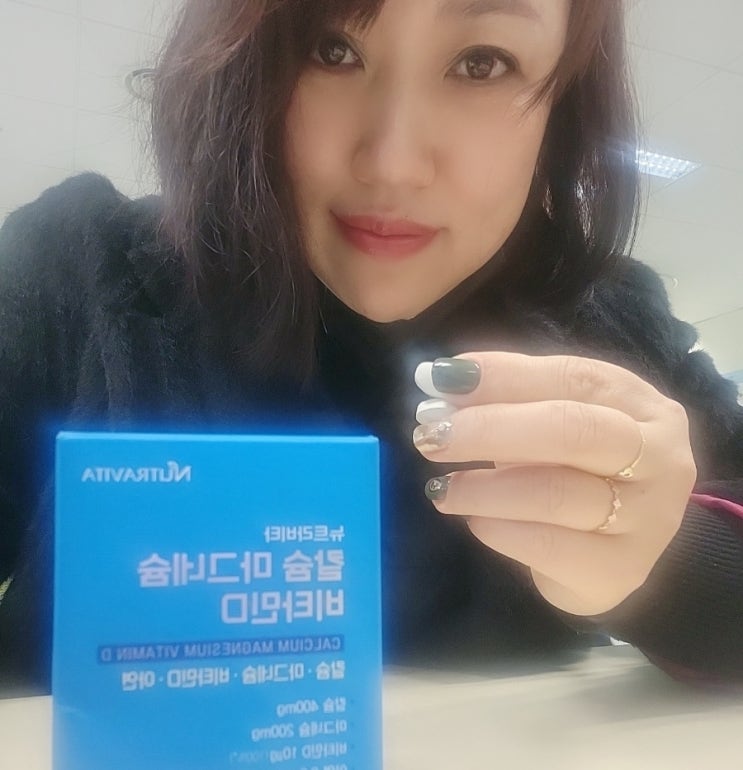 NUTRAVITA
뉴트리비타
칼슘 마그네슘
비타민D
CALCIUM MAGNESIUM VITAMIN D
칼슘 · 마그네슘 · 비타민D · 아연
칼슘 400mg
마그네슘 200mg
비타민D 10μg